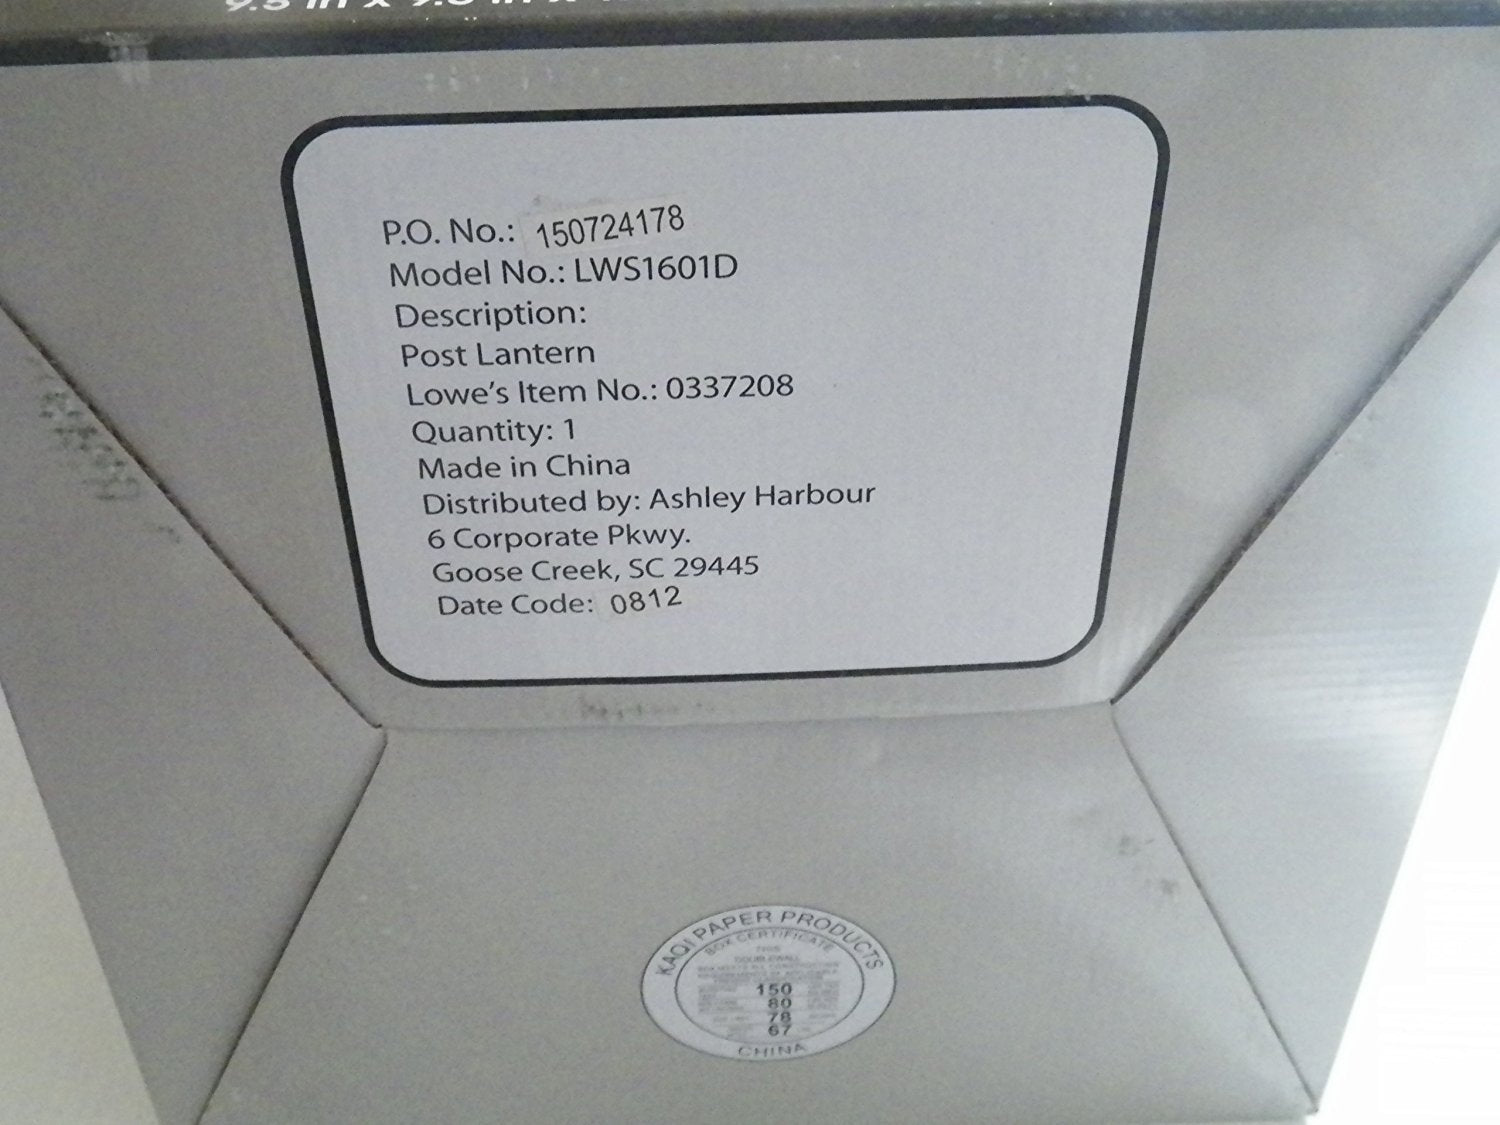 P.O. No.: 150724178
Model No.: LWS1601D
Description:
Post Lantern
Lowe's Item No.: 0337208
Quantity: 1
Made in China
Distributed by: Ashley Harbour
6 Corporate Pkwy.
Goose Creek, SC 29445
Date Code: 0812
KAQI PAPER PRODUCTS
BOX CERTIFICATE
150
80
78
67
CHINA